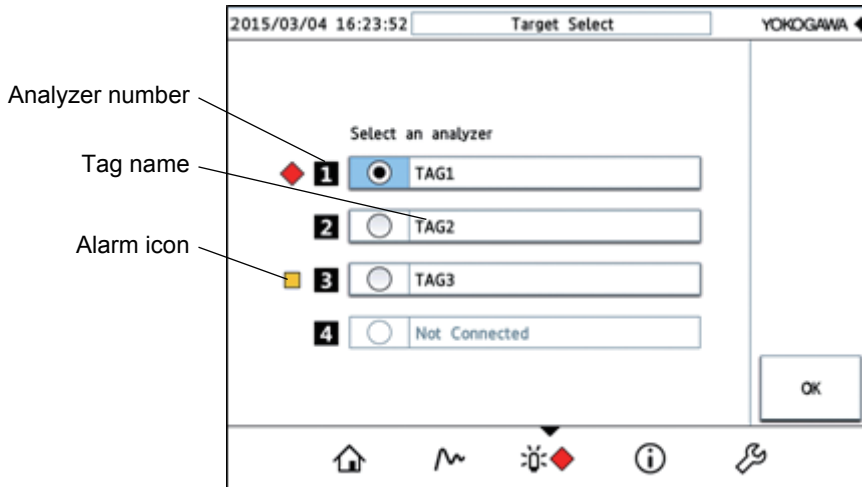 2015/03/04 16:23:52 Target Select YOKOGAWA
Analyzer number
Select an analyzer
1 TAG1
Tag name
2 TAG2
Alarm icon
3 TAG3
4 Not Connected
OK